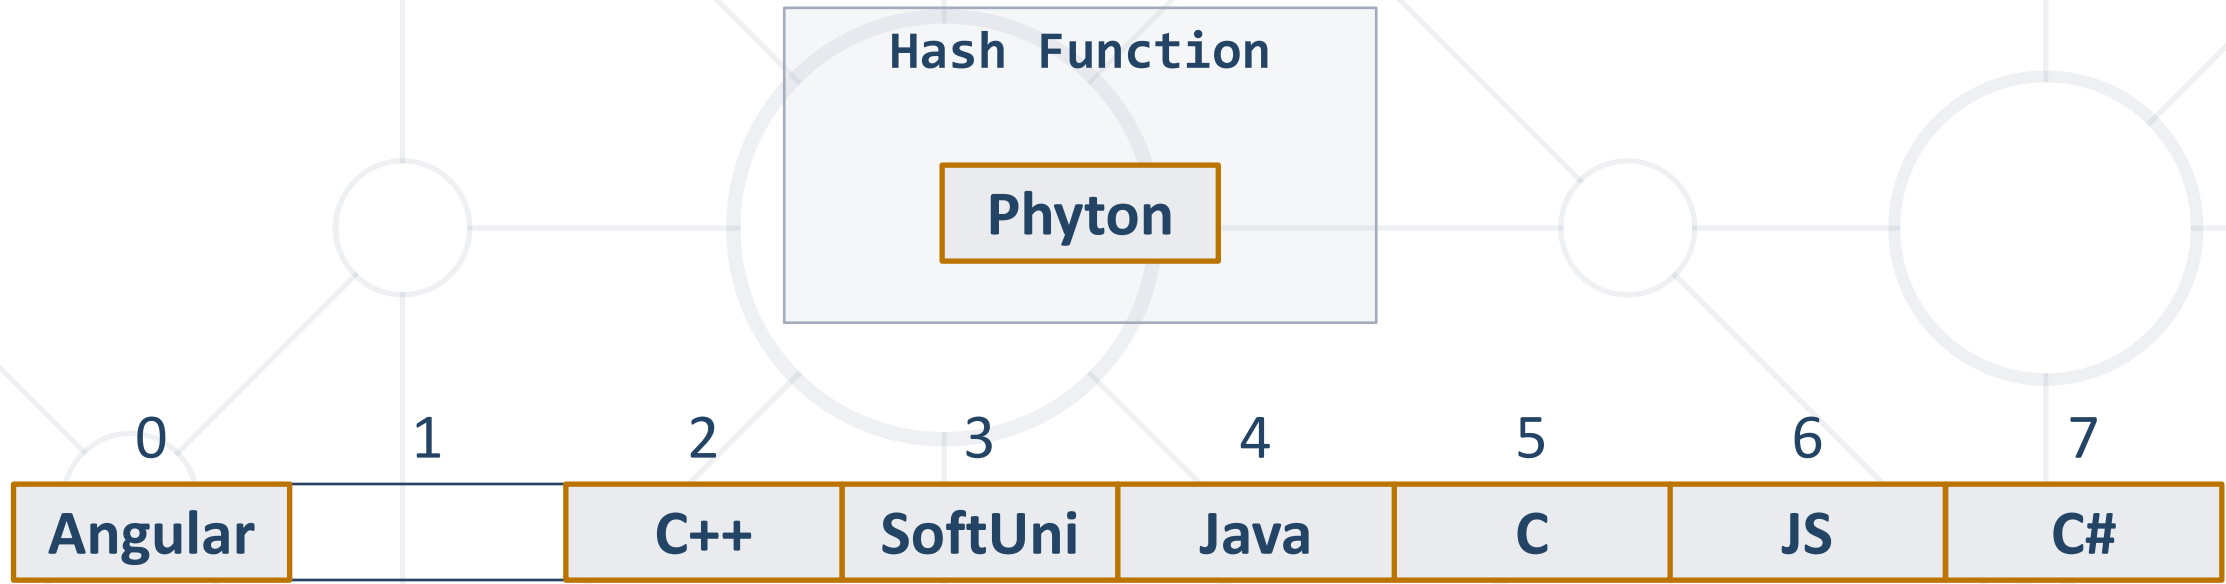 Hash Function
Phyton
0 1 2 3 4 5 6 7
Angular C++ SoftUni Java C JS C#